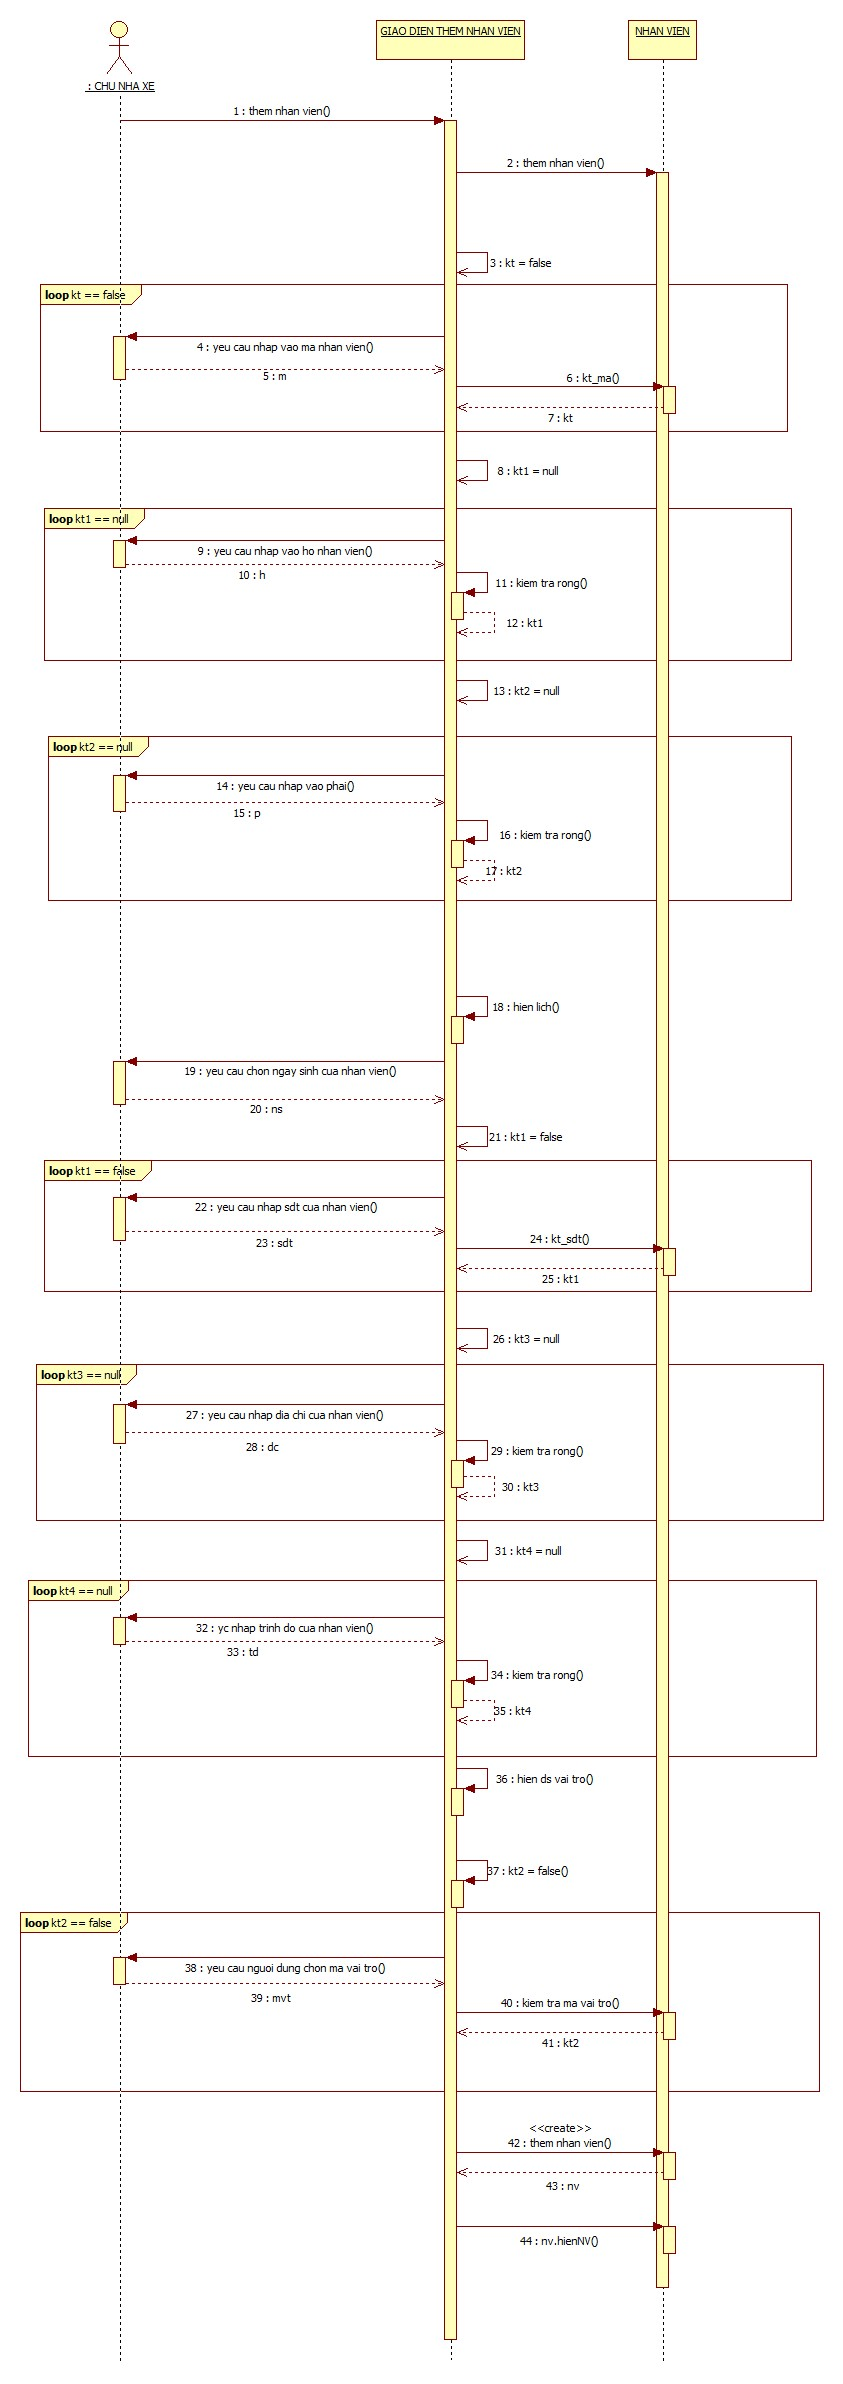 GIAO DIEN THEM NHAN VIEN
NHAN VIEN
: CHU NHA XE
1 : them nhan vien()
2 : them nhan vien()
3 : kt = false
loop kt == false
4 : yeu cau nhap vao ma nhan vien()
5 : m
6 : kt_ma()
7 : kt
8 : kt1 = null
loop kt1 == null
9 : yeu cau nhap vao ho nhan vien()
10 : h
11 : kiem tra rong()
12 : kt1
13 : kt2 = null
loop kt2 == null
14 : yeu cau nhap vao phai()
15 : p
16 : kiem tra rong()
17 : kt2
18 : hien lich()
19 : yeu cau chon ngay sinh cua nhan vien()
20 : ns
21 : kt1 = false
loop kt1 == false
22 : yeu cau nhap sdt cua nhan vien()
23 : sdt
24 : kt_sdt()
25 : kt1
26 : kt3 = null
loop kt3 == null
27 : yeu cau nhap dia chi cua nhan vien()
28 : dc
29 : kiem tra rong()
30 : kt3
31 : kt4 = null
loop kt4 == null
32 : yc nhap trinh do cua nhan vien()
33 : td
34 : kiem tra rong()
35 : kt4
36 : hien ds vai tro()
37 : kt2 = false()
loop kt2 == false
38 : yeu cau nguoi dung chon ma vai tro()
39 : mvt
40 : kiem tra ma vai tro()
41 : kt2
<<create>>
42 : them nhan vien()
43 : nv
44 : nv.hienNV()